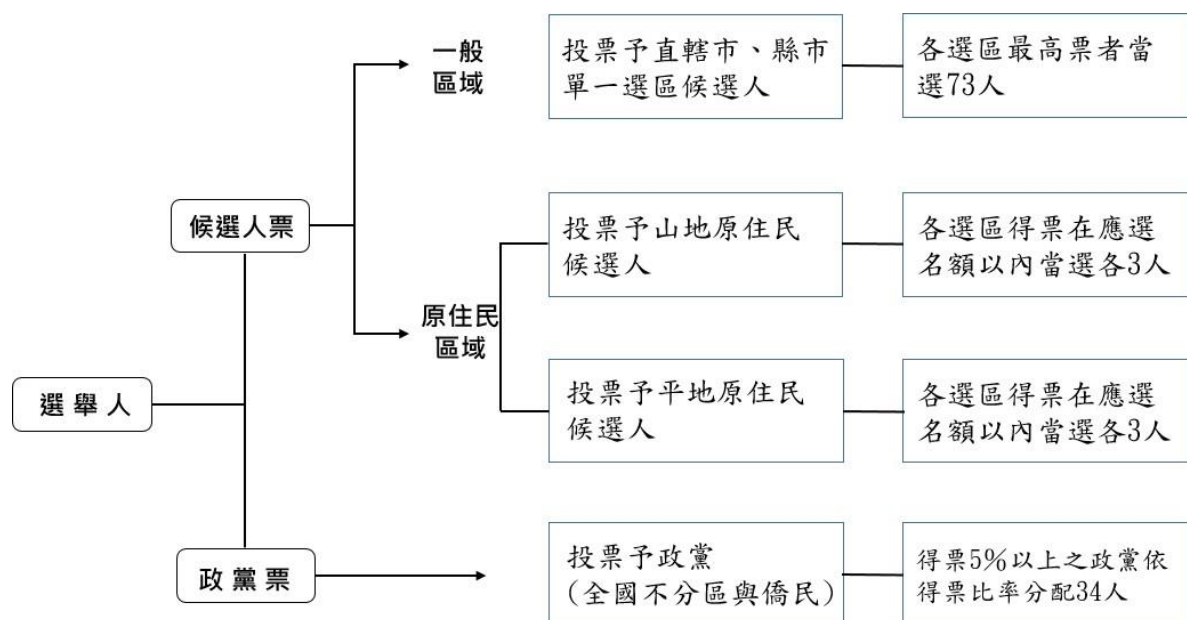 一般
區域
投票予直轄市、縣市
單一選區候選人
各選區最高票者當
選73人
候選人票
投票予山地原住民
候選人
各選區得票在應選
名額以內當選各3人
原住民
區域
選舉人
投票予平地原住民
候選人
各選區得票在應選
名額以內當選各3人
政黨票
投票予政黨
(全國不分區與僑民)
得票5%以上之政黨依
得票比率分配34人